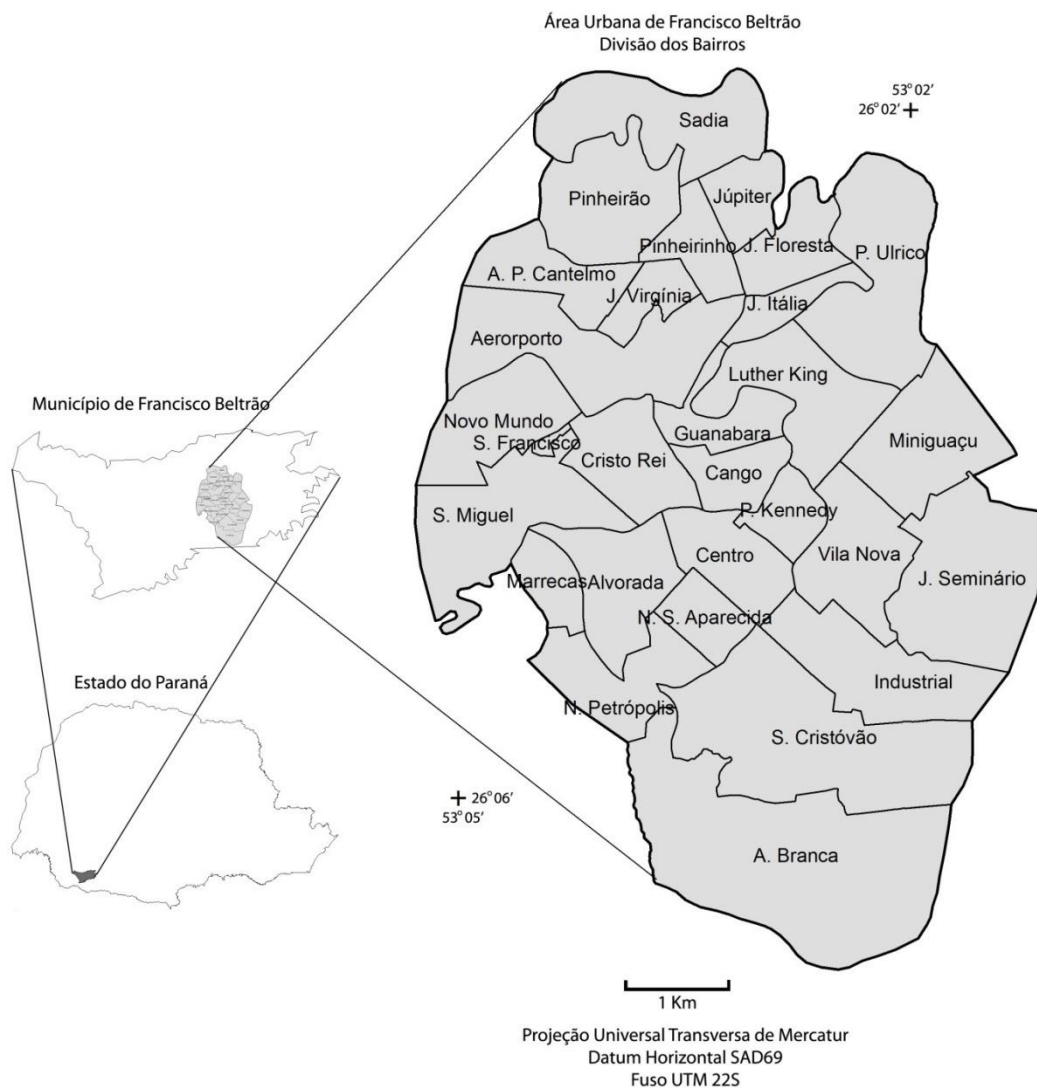 Área Urbana de Francisco Beltrão
Divisão dos Bairros
53° 02'
26° 02'
Sadia
Pinheirão
Júpiter
Pinheirinho
J. Floresta
P. Ulrico
A. P. Cantelmo
J. Virgínia
J. Itália
Aerorporto
Luther King
Município de Francisco Beltrão
Novo Mundo
S. Francisco
Guanabara
Miniguaçu
Cristo Rei
Cango
S. Miguel
P. Kennedy
Centro
Vila Nova
Marrecas
Alvorada
J. Seminário
N. S. Aparecida
Estado do Paraná
Industrial
N. Petrópolis
S. Cristóvão
26° 06'
53° 05'
A. Branca
1 Km
Projeção Universal Transversa de Mercatur
Datum Horizontal SAD69
Fuso UTM 22S